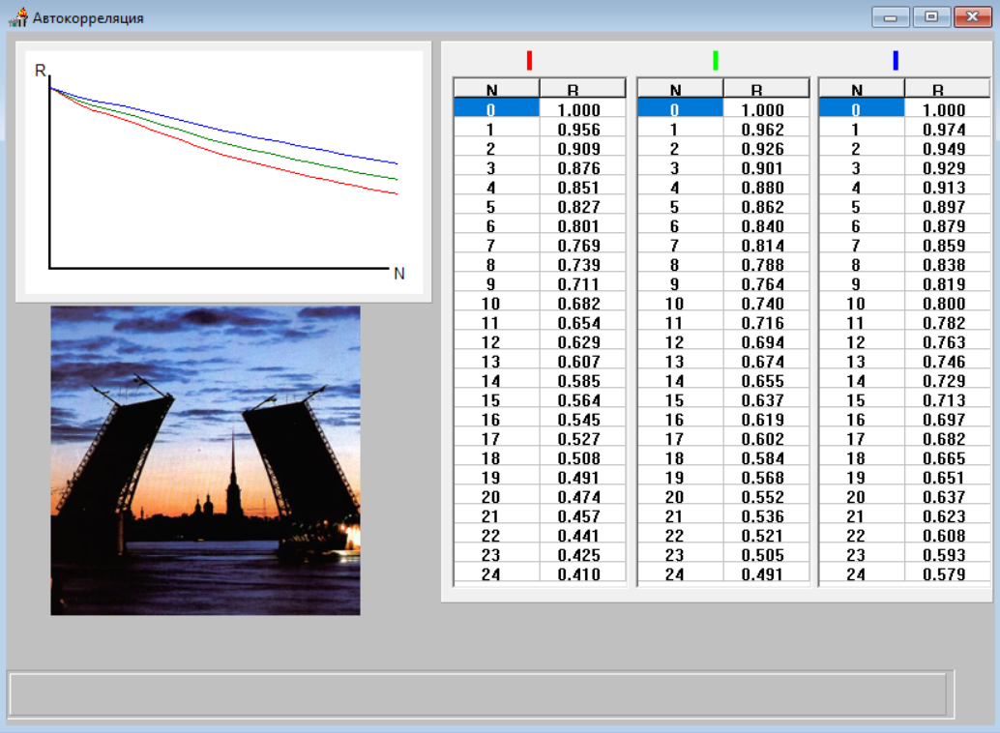 Автокорреляция
R
N
N R N R N R
0 1.000 0 1.000 0 1.000
1 0.956 1 0.962 1 0.974
2 0.909 2 0.926 2 0.949
3 0.876 3 0.901 3 0.929
4 0.851 4 0.880 4 0.913
5 0.827 5 0.862 5 0.897
6 0.801 6 0.840 6 0.879
7 0.769 7 0.814 7 0.859
8 0.739 8 0.788 8 0.838
9 0.711 9 0.764 9 0.819
10 0.682 10 0.740 10 0.800
11 0.654 11 0.716 11 0.782
12 0.629 12 0.694 12 0.763
13 0.607 13 0.674 13 0.746
14 0.585 14 0.655 14 0.729
15 0.564 15 0.637 15 0.713
16 0.545 16 0.619 16 0.697
17 0.527 17 0.602 17 0.682
18 0.508 18 0.584 18 0.665
19 0.491 19 0.568 19 0.651
20 0.474 20 0.552 20 0.637
21 0.457 21 0.536 21 0.623
22 0.441 22 0.521 22 0.608
23 0.425 23 0.505 23 0.593
24 0.410 24 0.491 24 0.579